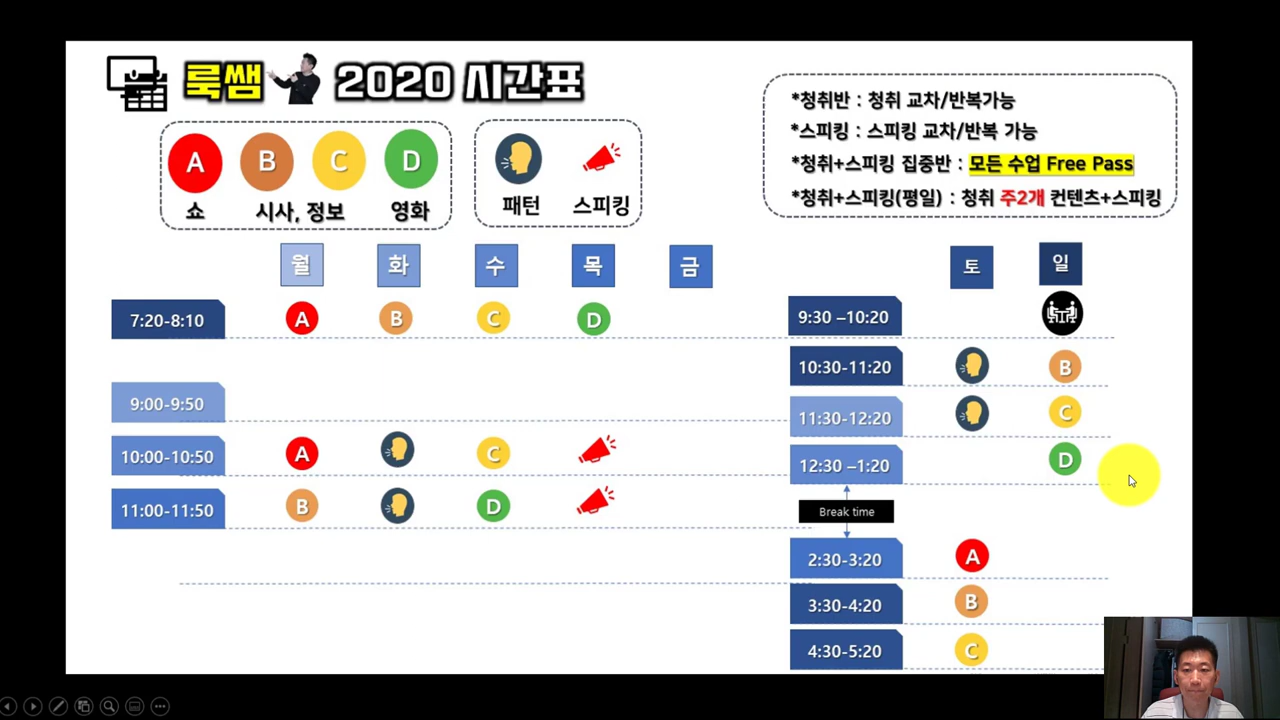 룩쌤 2020 시간표
A B C D
쇼 시사, 정보 영화
패턴 스피킹
*청취반 : 청취 교차/반복가능
*스피킹 : 스피킹 교차/반복 가능
*청취+스피킹 집중반 : 모든 수업 Free Pass
*청취+스피킹(평일) : 청취 주2개 컨텐츠+스피킹
월 화 수 목 금
7:20-8:10 A B C D
9:00-9:50
10:00-10:50 A C
11:00-11:50 B D
토 일
9:30 –10:20
10:30-11:20 B
11:30-12:20 C
12:30 –1:20 D
Break time
2:30-3:20 A
3:30-4:20 B
4:30-5:20 C